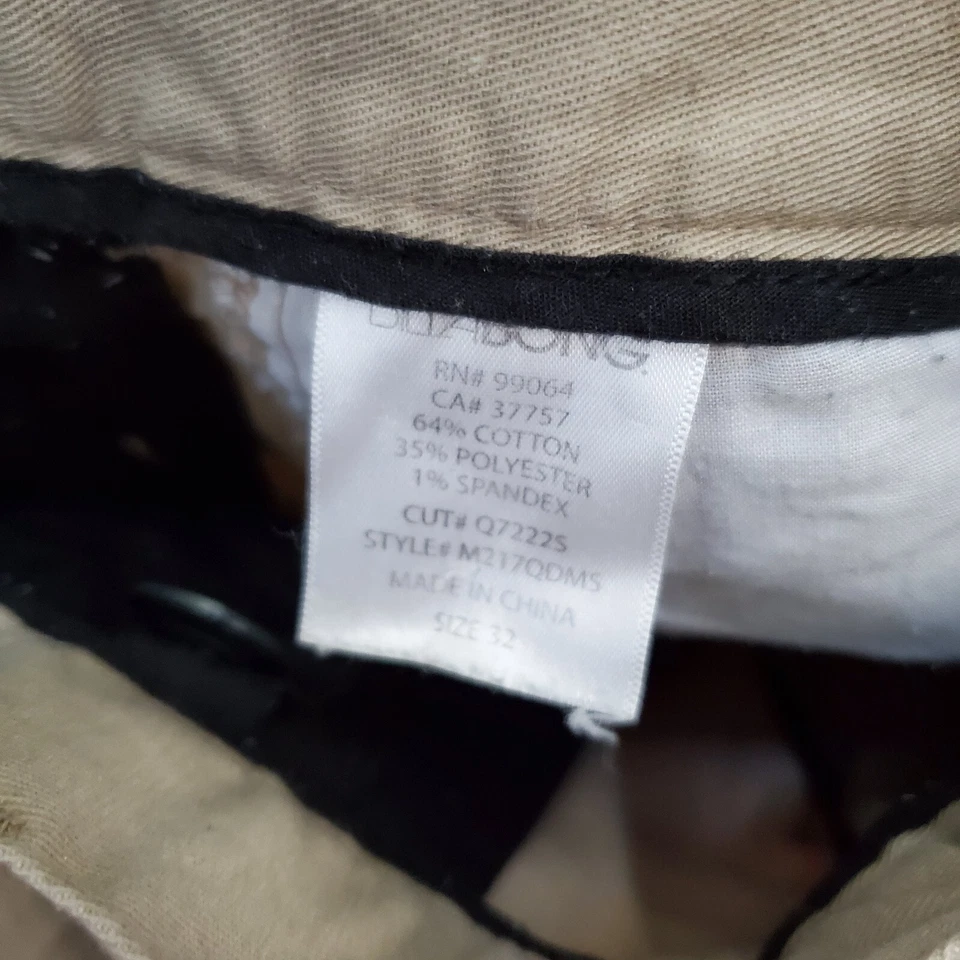 BILLABONG
RN# 99064
CA# 37757
64% COTTON
35% POLYESTER
1% SPANDEX
CUT# Q7222S
STYLE# M217QDMS
MADE IN CHINA
SIZE 32